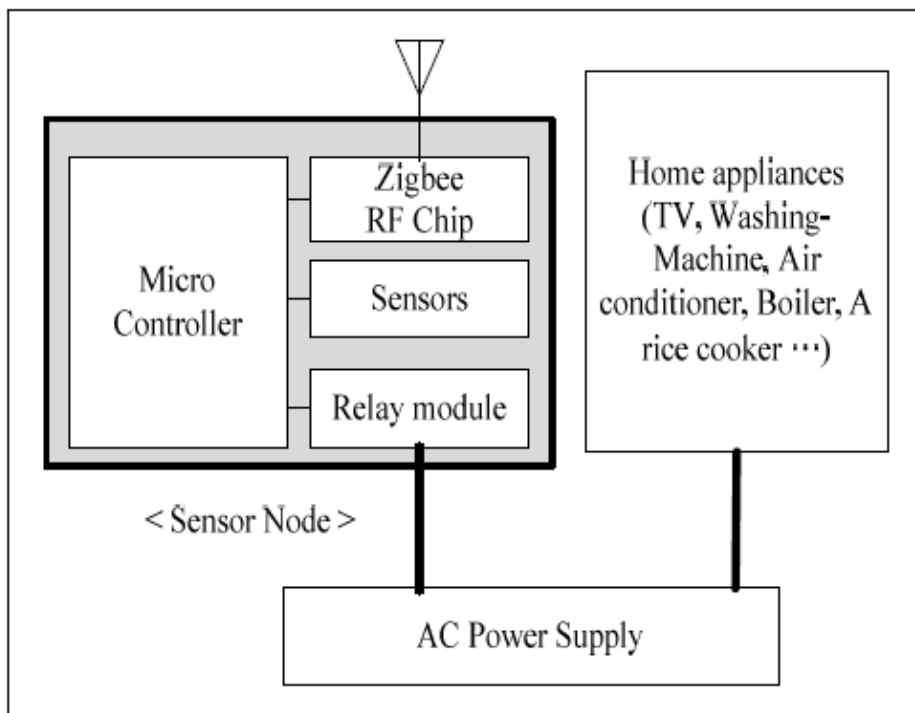 Zigbee
RF Chip
Micro
Controller
Sensors
Relay module
< Sensor Node >
Home appliances
(TV, Washing-
Machine, Air
conditioner, Boiler, A
rice cooker ⋯)
AC Power Supply